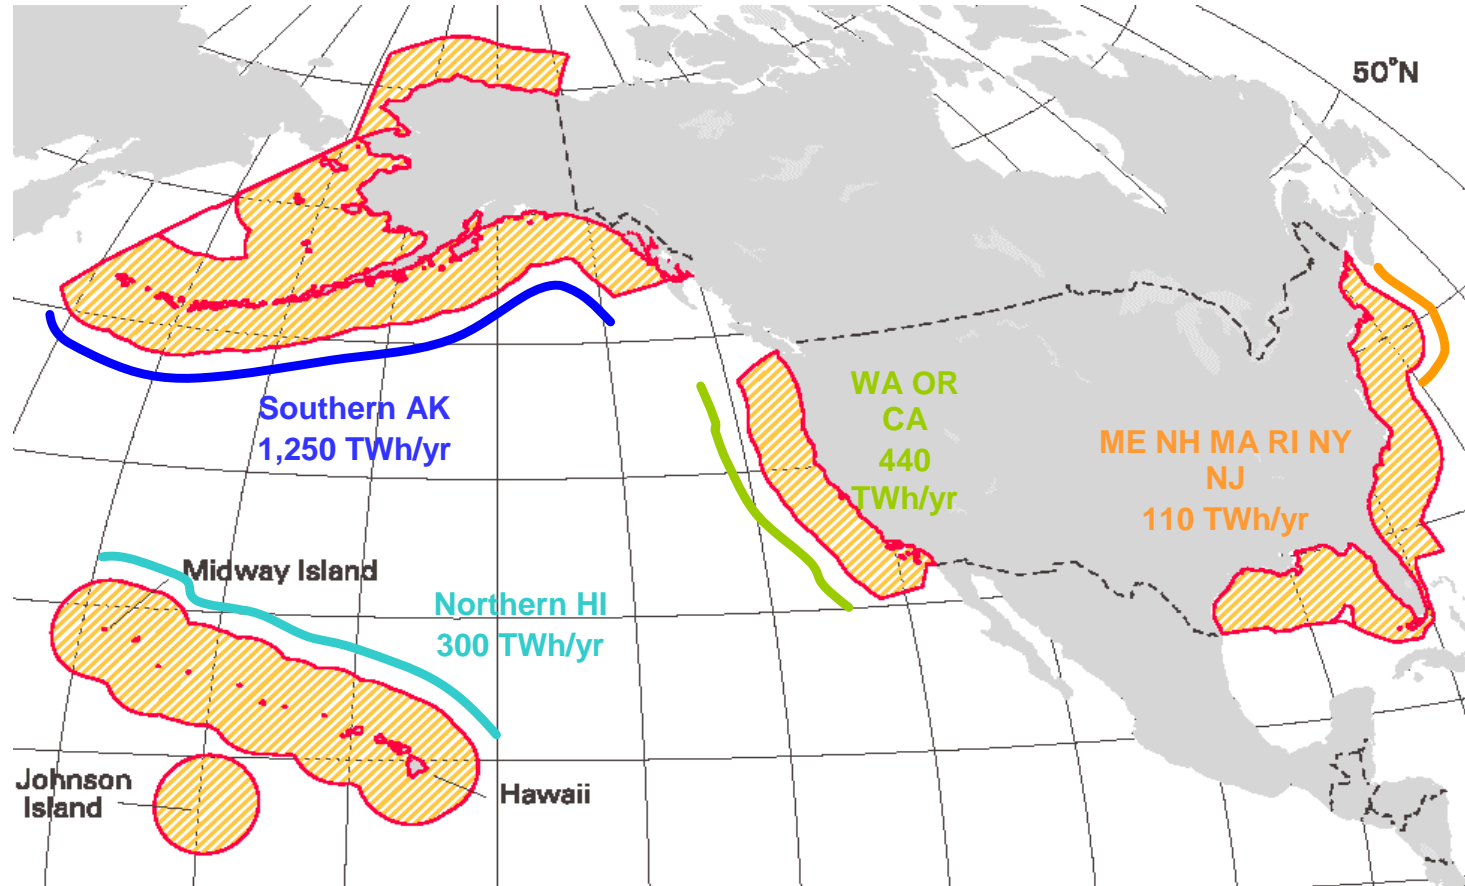 50°N
Southern AK
1,250 TWh/yr
WA OR
CA
440
TWh/yr
ME NH MA RI NY
NJ
110 TWh/yr
Midway Island
Northern HI
300 TWh/yr
Johnson
Island
Hawaii